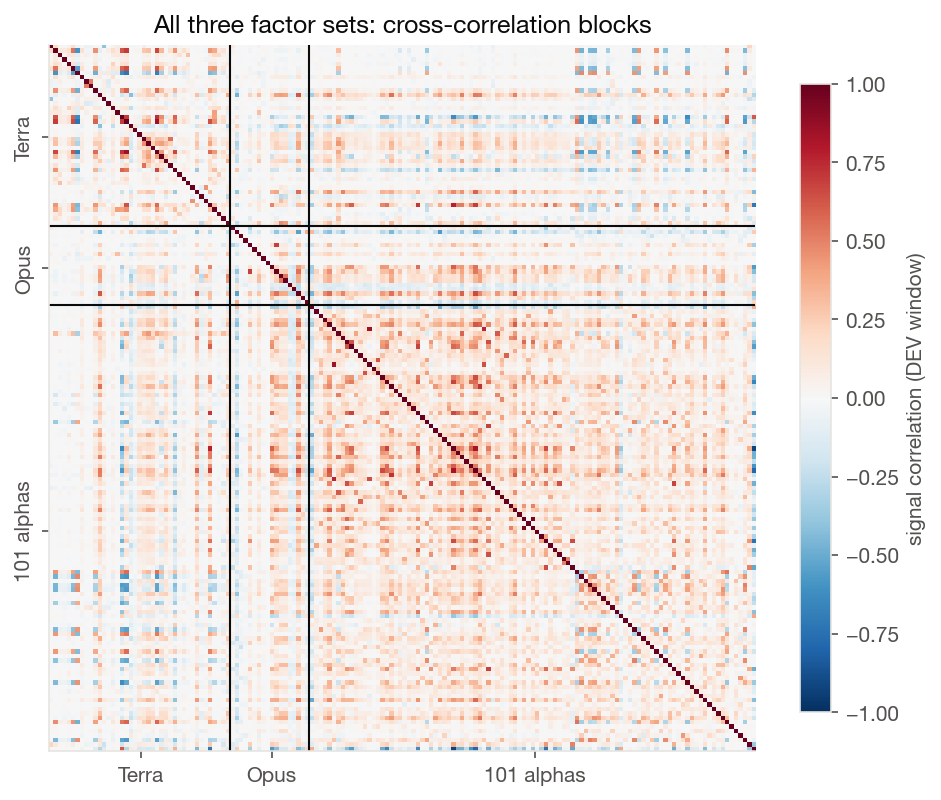 All three factor sets: cross-correlation blocks
Terra
Opus
101 alphas
Terra
Opus
101 alphas
1.00
0.75
0.50
0.25
0.00
−0.25
−0.50
−0.75
−1.00
signal correlation (DEV window)